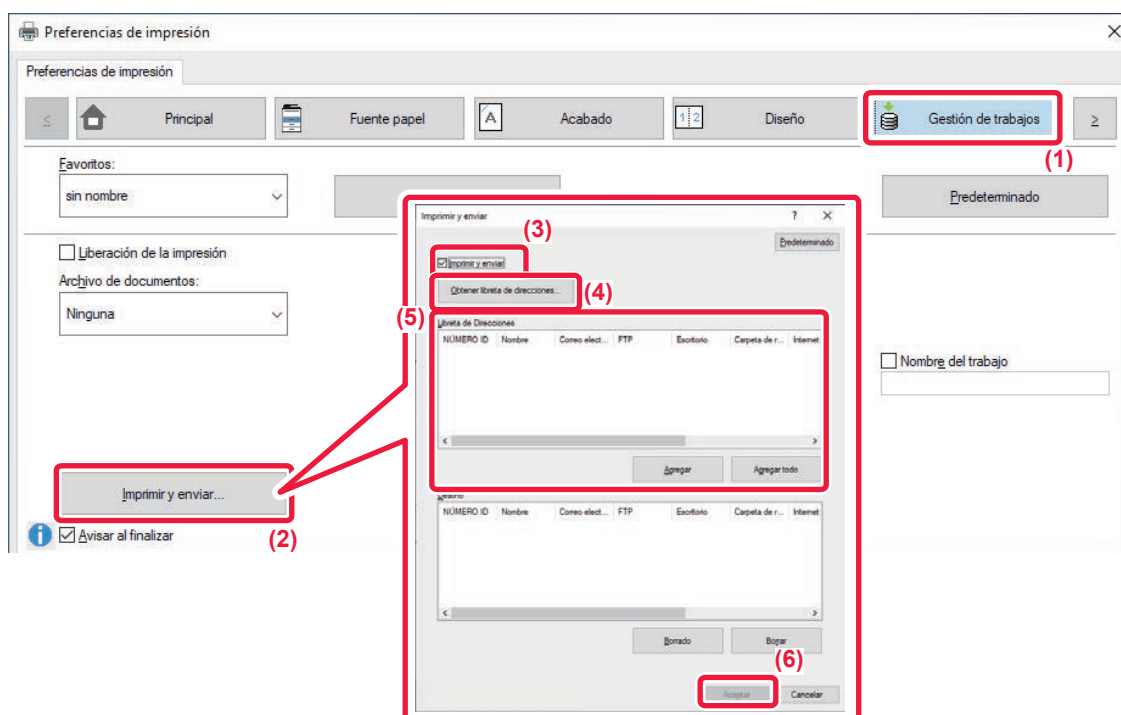 Preferencias de impresión
Preferencias de impresión
Principal
Fuente papel
Acabado
1 2
Diseño
Gestión de trabajos
(1)
Favoritos:
sin nombre
Predeterminado
Liberación de la impresión
Archivo de documentos:
Ninguna
Nombre del trabajo
Imprimir y enviar...
(2)
Avisar al finalizar
Imprimir y enviar
? X
Predeterminado
(3)
Imprimir y enviar
Obtener libreta de direcciones...
(4)
(5)
Libreta de Direcciones
NÚMERO ID Nombre Correo elect... FTP Escritorio Carpeta de r... Internet
Agregar Agregar todo
Destino
NÚMERO ID Nombre Correo elect... FTP Escritorio Carpeta de r... Internet
Borrado Borrar
(6)
Aceptar Cancelar